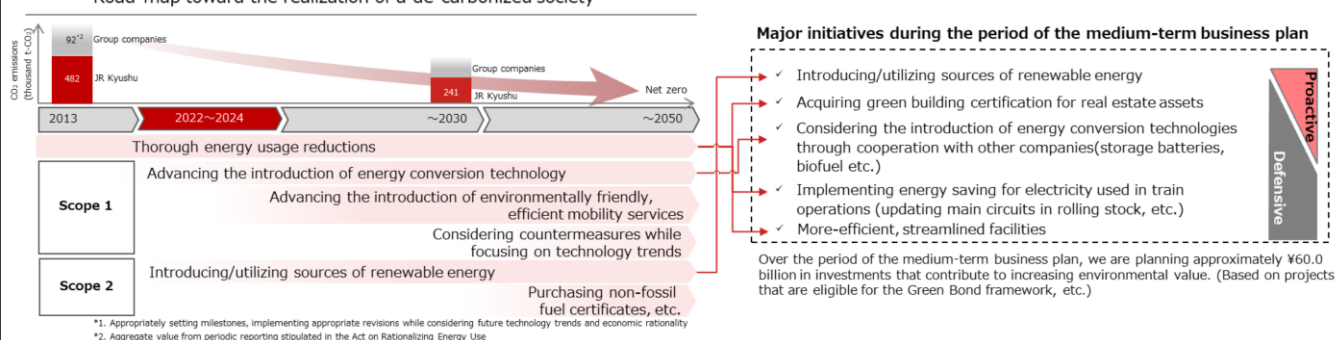 Road map toward the realization of a de-carbonized society
CO₂ emissions
(thousand t-CO₂)
92*2
Group companies
482
JR Kyushu
Group companies
241
JR Kyushu
Net zero
2013
2022～2024
～2030
～2050
Thorough energy usage reductions
Scope 1
Advancing the introduction of energy conversion technology
Advancing the introduction of environmentally friendly,
efficient mobility services
Considering countermeasures while
focusing on technology trends
Scope 2
Introducing/utilizing sources of renewable energy
Purchasing non-fossil
fuel certificates, etc.
*1. Appropriately setting milestones, implementing appropriate revisions while considering future technology trends and economic rationality
*2. Aggregate value from periodic reporting stipulated in the Act on Rationalizing Energy Use
Major initiatives during the period of the medium-term business plan
✓ Introducing/utilizing sources of renewable energy
✓ Acquiring green building certification for real estate assets
✓ Considering the introduction of energy conversion technologies
through cooperation with other companies(storage batteries,
biofuel etc.)
✓ Implementing energy saving for electricity used in train
operations (updating main circuits in rolling stock, etc.)
✓ More-efficient, streamlined facilities
Proactive
Defensive
Over the period of the medium-term business plan, we are planning approximately ¥60.0
billion in investments that contribute to increasing environmental value. (Based on projects
that are eligible for the Green Bond framework, etc.)